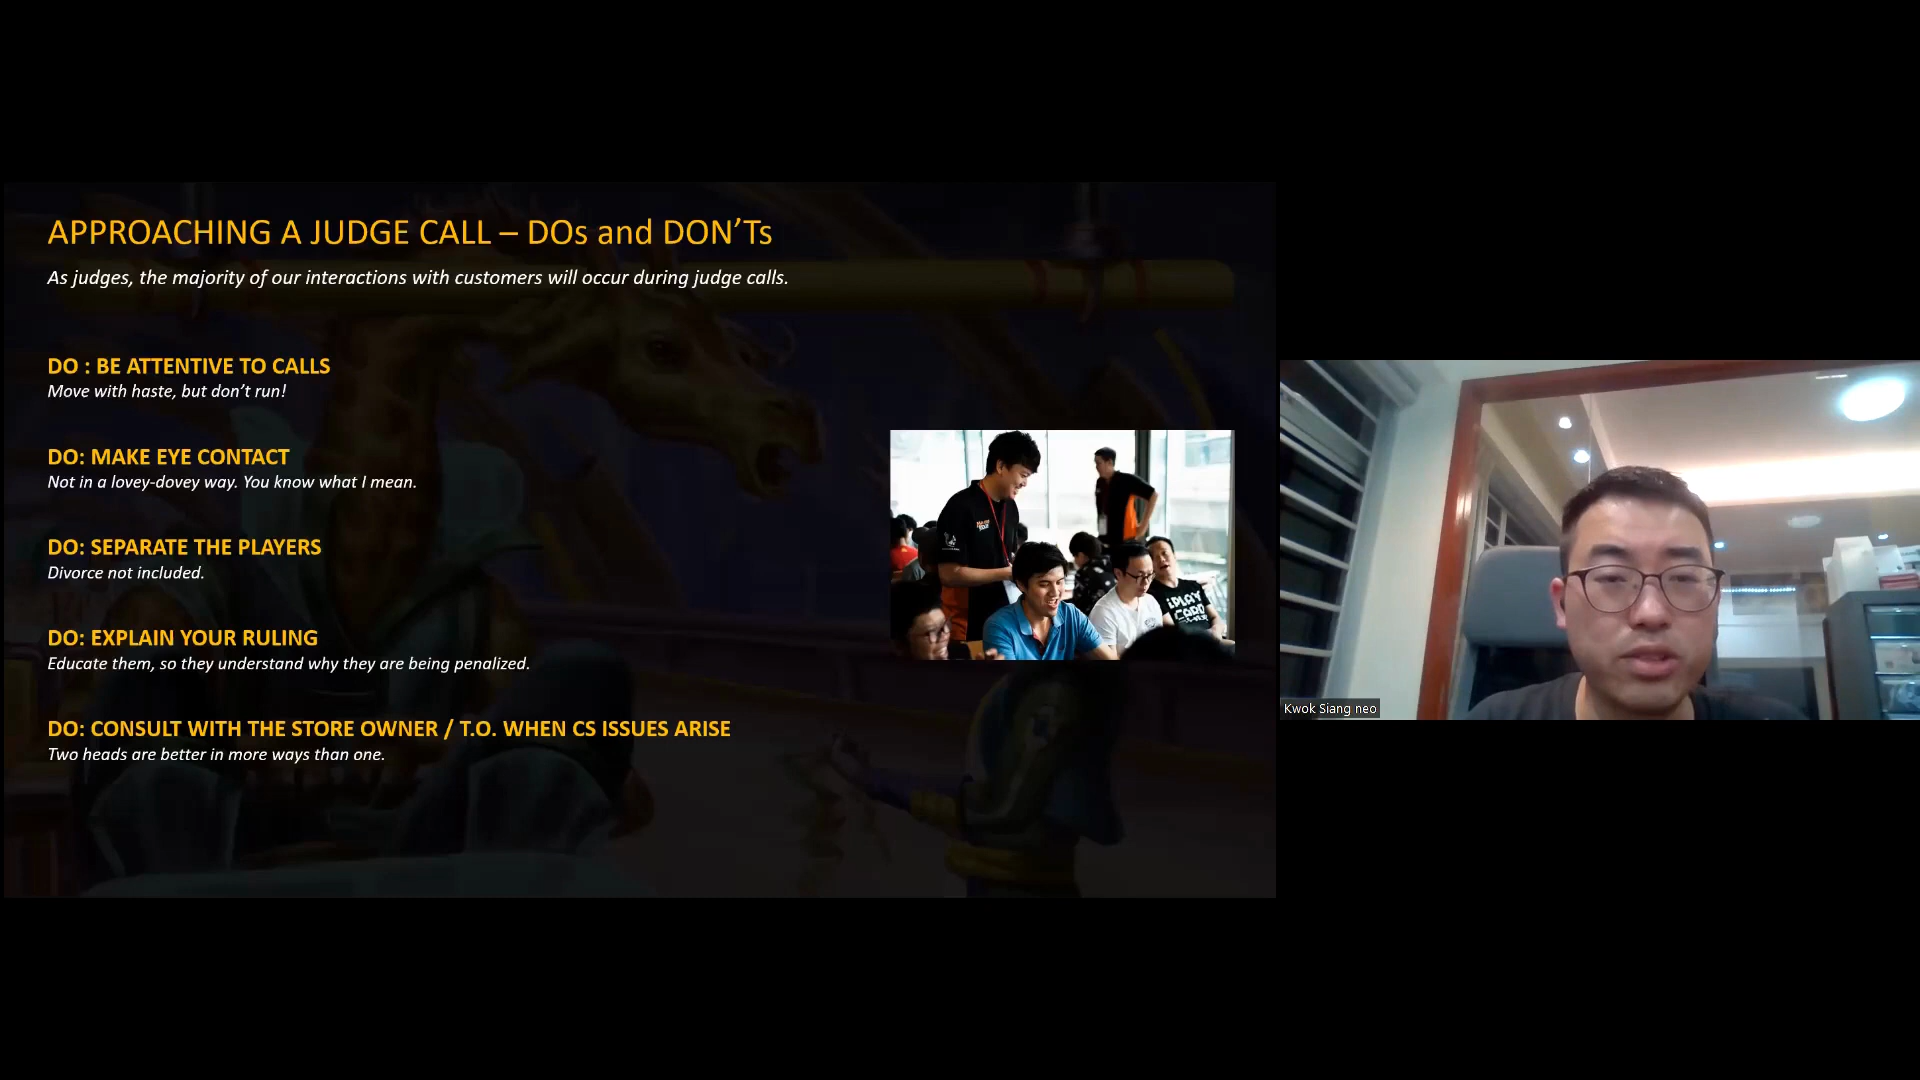 APPROACHING A JUDGE CALL – DOs and DON'Ts
As judges, the majority of our interactions with customers will occur during judge calls.
DO : BE ATTENTIVE TO CALLS
Move with haste, but don't run!
DO: MAKE EYE CONTACT
Not in a lovey-dovey way. You know what I mean.
DO: SEPARATE THE PLAYERS
Divorce not included.
DO: EXPLAIN YOUR RULING
Educate them, so they understand why they are being penalized.
DO: CONSULT WITH THE STORE OWNER / T.O. WHEN CS ISSUES ARISE
Two heads are better in more ways than one.
i PLAY
CARD
Kwok Siang neo